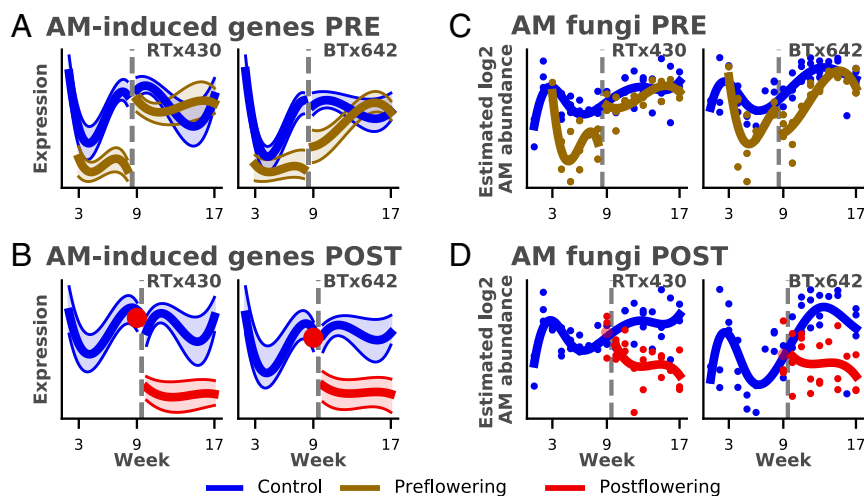 A AM-induced genes PRE
RTx430 BTx642
Expression
3 9 17 3 9 17
C AM fungi PRE
RTx430 BTx642
Estimated log2
AM abundance
3 9 17 3 9 17
B AM-induced genes POST
RTx430 BTx642
Expression
3 9 17 3 9 17
Week
D AM fungi POST
RTx430 BTx642
Estimated log2
AM abundance
3 9 17 3 9 17
Week
Control Preflowering Postflowering